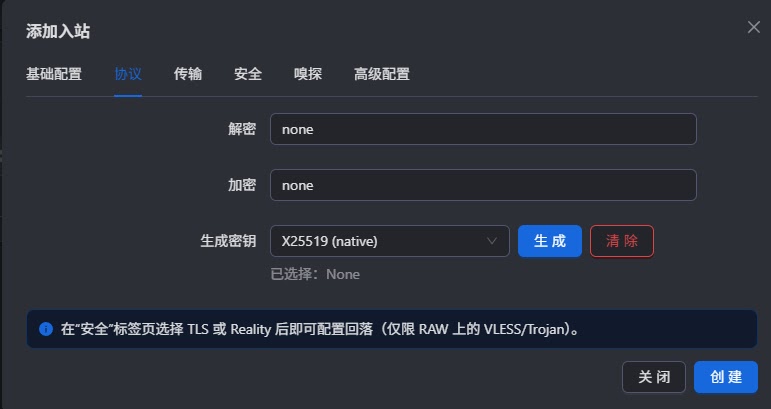 添加入站
基础配置 协议 传输 安全 嗅探 高级配置
解密 none
加密 none
生成密钥 X25519 (native) 生 成 清 除
已选择：None
在“安全”标签页选择 TLS 或 Reality 后即可配置回落（仅限 RAW 上的 VLESS/Trojan）。
关 闭 创 建